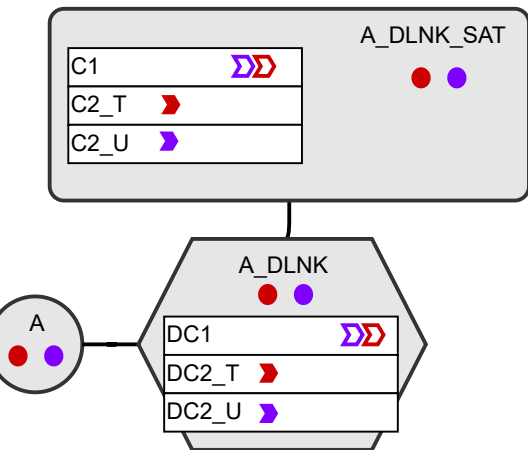 A_DLNK_SAT
C1
C2_T
C2_U
A_DLNK
A
DC1
DC2_T
DC2_U